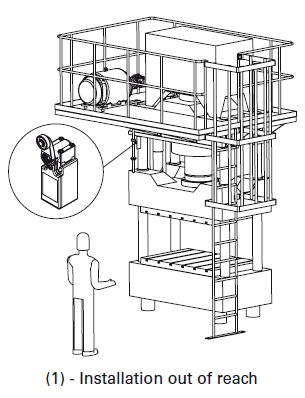 (1) - Installation out of reach